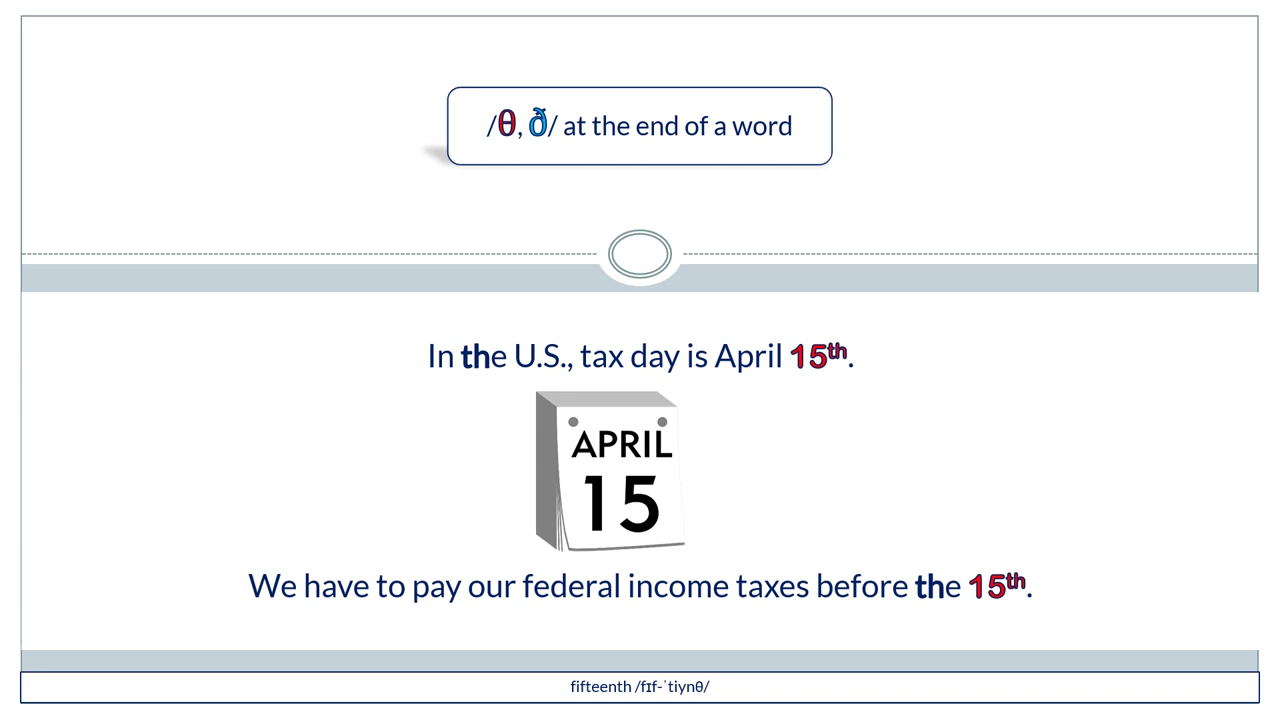 /θ, ð/ at the end of a word
In the U.S., tax day is April 15th.
APRIL
15
We have to pay our federal income taxes before the 15th.
fifteenth /fɪf-ˈtiynθ/